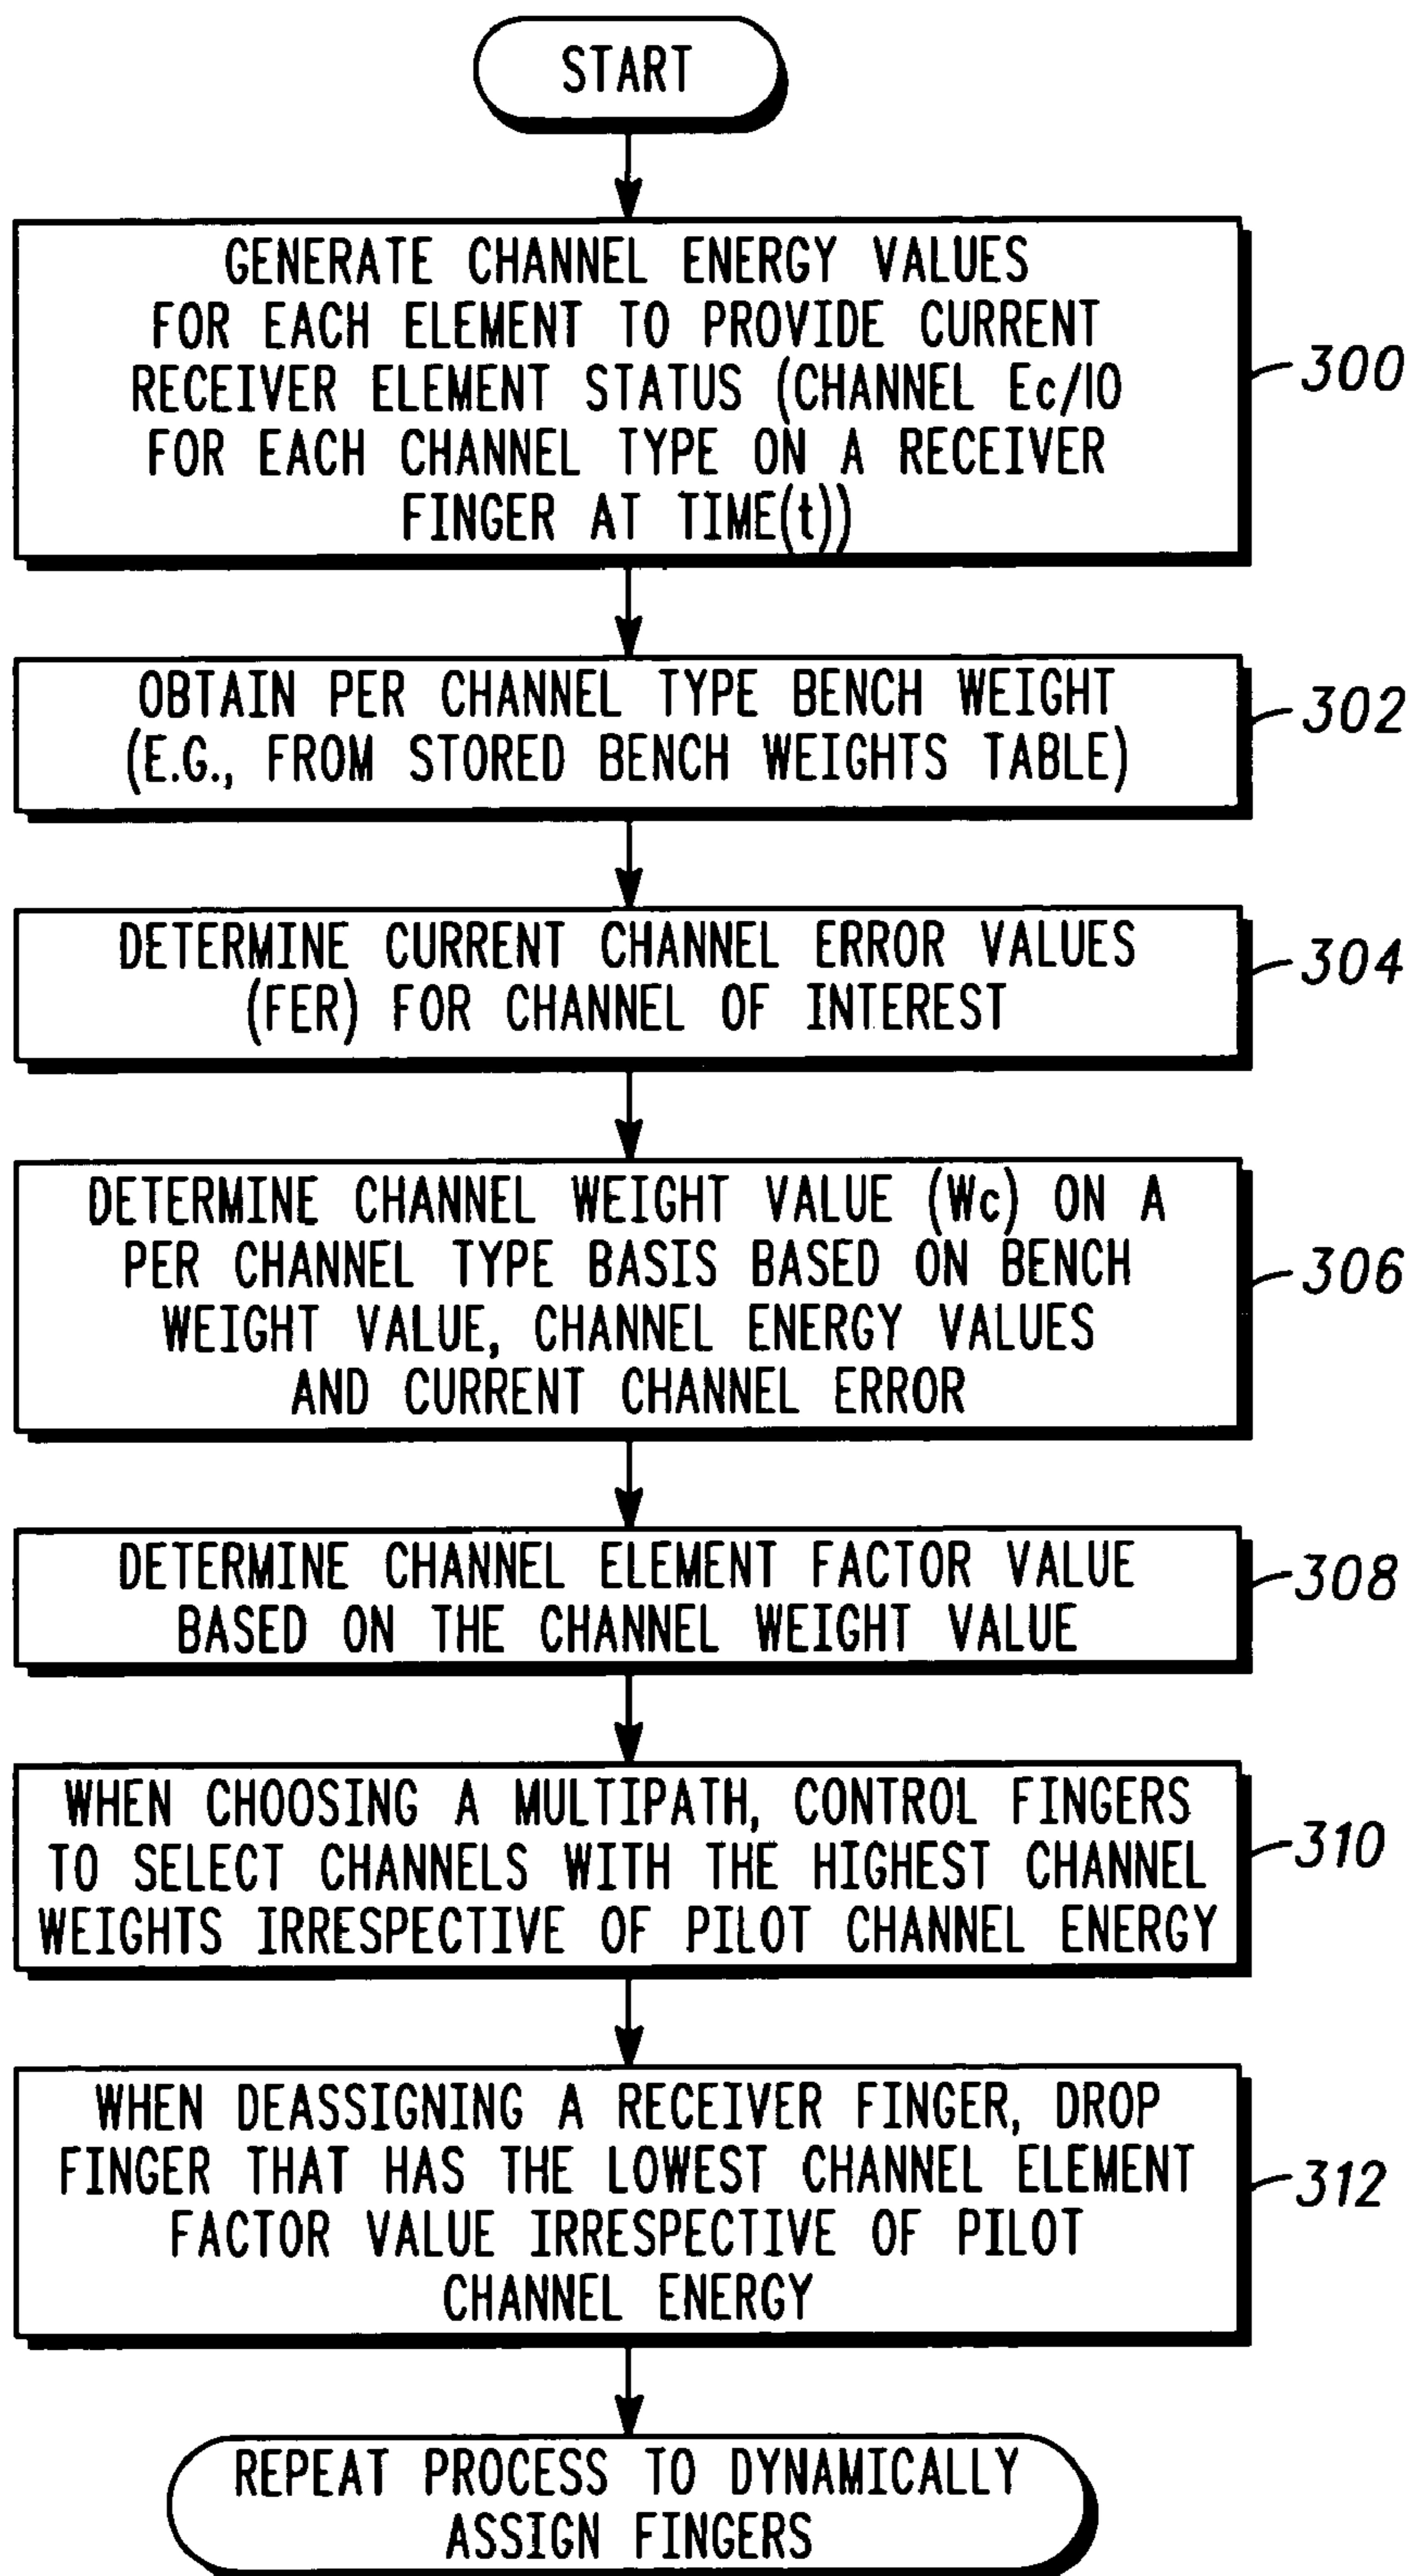 START
GENERATE CHANNEL ENERGY VALUES
FOR EACH ELEMENT TO PROVIDE CURRENT
RECEIVER ELEMENT STATUS (CHANNEL Ec/IO
FOR EACH CHANNEL TYPE ON A RECEIVER
FINGER AT TIME(t))
300
OBTAIN PER CHANNEL TYPE BENCH WEIGHT
(E.G., FROM STORED BENCH WEIGHTS TABLE)
302
DETERMINE CURRENT CHANNEL ERROR VALUES
(FER) FOR CHANNEL OF INTEREST
304
DETERMINE CHANNEL WEIGHT VALUE (Wc) ON A
PER CHANNEL TYPE BASIS BASED ON BENCH
WEIGHT VALUE, CHANNEL ENERGY VALUES
AND CURRENT CHANNEL ERROR
306
DETERMINE CHANNEL ELEMENT FACTOR VALUE
BASED ON THE CHANNEL WEIGHT VALUE
308
WHEN CHOOSING A MULTIPATH, CONTROL FINGERS
TO SELECT CHANNELS WITH THE HIGHEST CHANNEL
WEIGHTS IRRESPECTIVE OF PILOT CHANNEL ENERGY
310
WHEN DEASSIGNING A RECEIVER FINGER, DROP
FINGER THAT HAS THE LOWEST CHANNEL ELEMENT
FACTOR VALUE IRRESPECTIVE OF PILOT
CHANNEL ENERGY
312
REPEAT PROCESS TO DYNAMICALLY
ASSIGN FINGERS